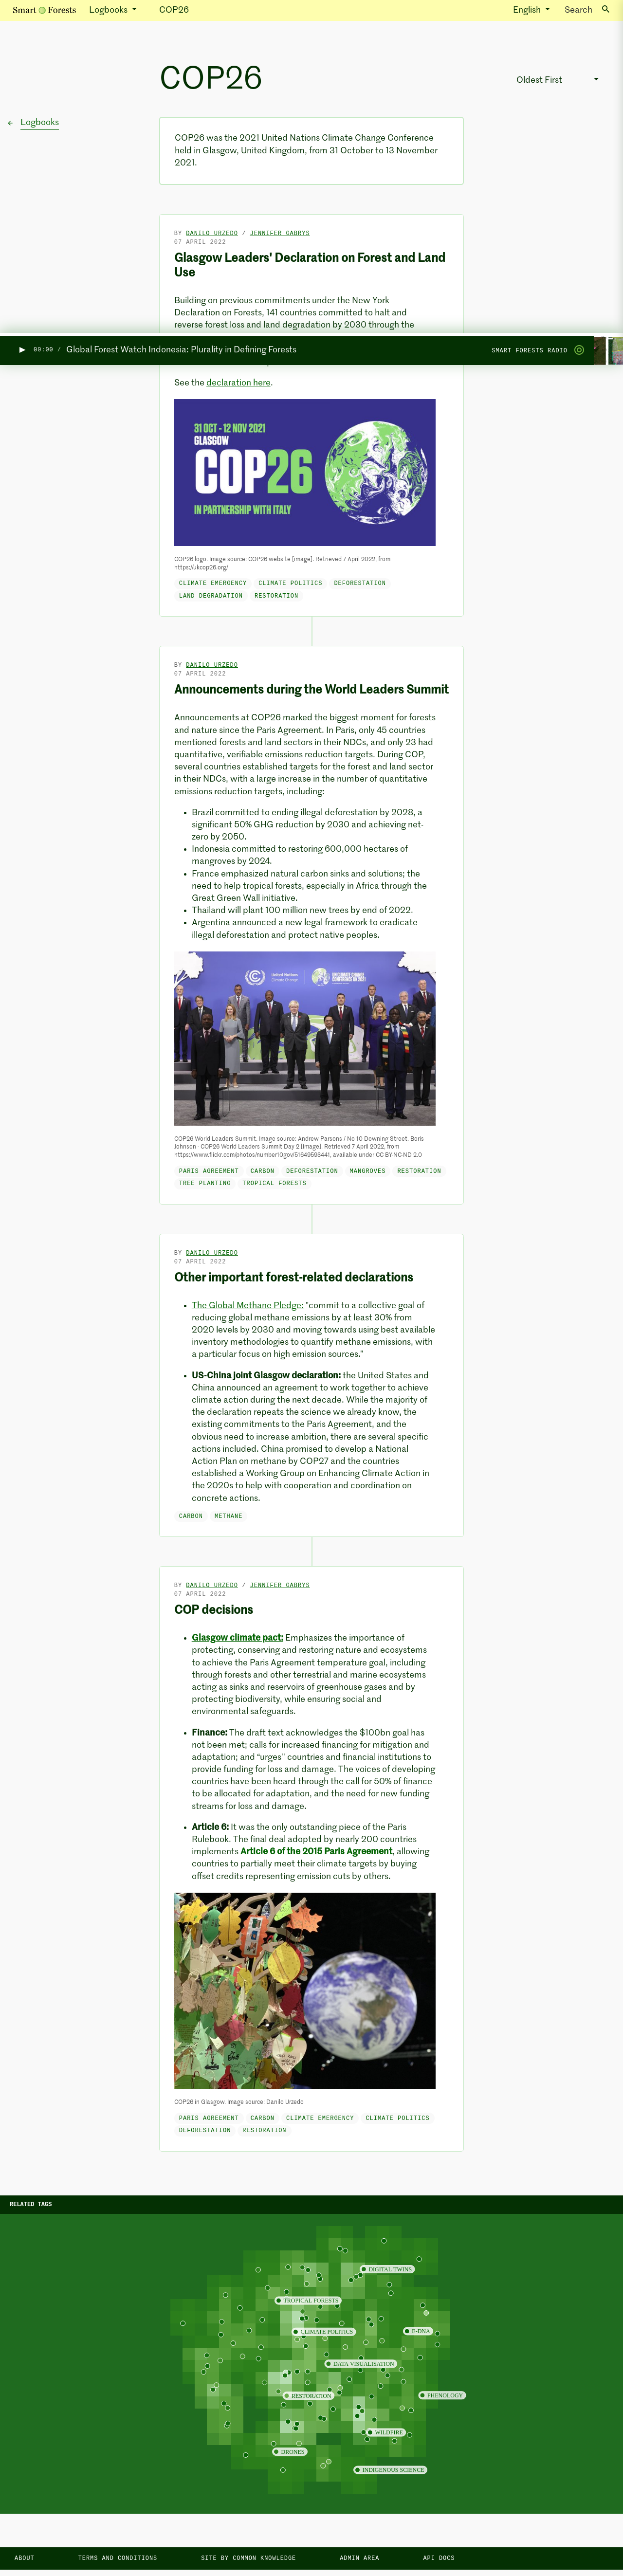 Smart Forests Logbooks COP26 English Search
COP26
Oldest First
Logbooks
COP26 was the 2021 United Nations Climate Change Conference
held in Glasgow, United Kingdom, from 31 October to 13 November
2021.
BY DANILO URZEDO / JENNIFER GABRYS
07 APRIL 2022
Glasgow Leaders' Declaration on Forest and Land
Use
Building on previous commitments under the New York
Declaration on Forests, 141 countries committed to halt and
reverse forest loss and land degradation by 2030 through the
00:00 / Global Forest Watch Indonesia: Plurality in Defining Forests
SMART FORESTS RADIO
See the declaration here.
31 OCT - 12 NOV 2021
GLASGOW
COP26
IN PARTNERSHIP WITH ITALY
COP26 logo. Image source: COP26 website [image]. Retrieved 7 April 2022, from
https://ukcop26.org/
CLIMATE EMERGENCY CLIMATE POLITICS DEFORESTATION
LAND DEGRADATION RESTORATION
BY DANILO URZEDO
07 APRIL 2022
Announcements during the World Leaders Summit
Announcements at COP26 marked the biggest moment for forests
and nature since the Paris Agreement. In Paris, only 45 countries
mentioned forests and land sectors in their NDCs, and only 23 had
quantitative, verifiable emissions reduction targets. During COP,
several countries established targets for the forest and land sector
in their NDCs, with a large increase in the number of quantitative
emissions reduction targets, including:
• Brazil committed to ending illegal deforestation by 2028, a
significant 50% GHG reduction by 2030 and achieving net-
zero by 2050.
• Indonesia committed to restoring 600,000 hectares of
mangroves by 2024.
• France emphasized natural carbon sinks and solutions; the
need to help tropical forests, especially in Africa through the
Great Green Wall initiative.
• Thailand will plant 100 million new trees by end of 2022.
• Argentina announced a new legal framework to eradicate
illegal deforestation and protect native peoples.
United Nations
Climate Change
UN CLIMATE CHANGE
CONFERENCE UK 2021
COP26 World Leaders Summit. Image source: Andrew Parsons / No 10 Downing Street. Boris
Johnson - COP26 World Leaders Summit Day 2 [image]. Retrieved 7 April 2022, from
https://www.flickr.com/photos/number10gov/51649593441, available under CC BY-NC-ND 2.0
PARIS AGREEMENT CARBON DEFORESTATION MANGROVES RESTORATION
TREE PLANTING TROPICAL FORESTS
BY DANILO URZEDO
07 APRIL 2022
Other important forest-related declarations
• The Global Methane Pledge: "commit to a collective goal of
reducing global methane emissions by at least 30% from
2020 levels by 2030 and moving towards using best available
inventory methodologies to quantify methane emissions, with
a particular focus on high emission sources."
• US-China joint Glasgow declaration: the United States and
China announced an agreement to work together to achieve
climate action during the next decade. While the majority of
the declaration repeats the science we already know, the
existing commitments to the Paris Agreement, and the
obvious need to increase ambition, there are several specific
actions included. China promised to develop a National
Action Plan on methane by COP27 and the countries
established a Working Group on Enhancing Climate Action in
the 2020s to help with cooperation and coordination on
concrete actions.
CARBON METHANE
BY DANILO URZEDO / JENNIFER GABRYS
07 APRIL 2022
COP decisions
• Glasgow climate pact: Emphasizes the importance of
protecting, conserving and restoring nature and ecosystems
to achieve the Paris Agreement temperature goal, including
through forests and other terrestrial and marine ecosystems
acting as sinks and reservoirs of greenhouse gases and by
protecting biodiversity, while ensuring social and
environmental safeguards.
• Finance: The draft text acknowledges the $100bn goal has
not been met; calls for increased financing for mitigation and
adaptation; and “urges” countries and financial institutions to
provide funding for loss and damage. The voices of developing
countries have been heard through the call for 50% of finance
to be allocated for adaptation, and the need for new funding
streams for loss and damage.
• Article 6: It was the only outstanding piece of the Paris
Rulebook. The final deal adopted by nearly 200 countries
implements Article 6 of the 2015 Paris Agreement, allowing
countries to partially meet their climate targets by buying
offset credits representing emission cuts by others.
COP26 in Glasgow. Image source: Danilo Urzedo
PARIS AGREEMENT CARBON CLIMATE EMERGENCY CLIMATE POLITICS
DEFORESTATION RESTORATION
RELATED TAGS
DIGITAL TWINS
TROPICAL FORESTS
CLIMATE POLITICS
E-DNA
DATA VISUALISATION
RESTORATION
PHENOLOGY
WILDFIRE
DRONES
INDIGENOUS SCIENCE
ABOUT TERMS AND CONDITIONS SITE BY COMMON KNOWLEDGE ADMIN AREA API DOCS